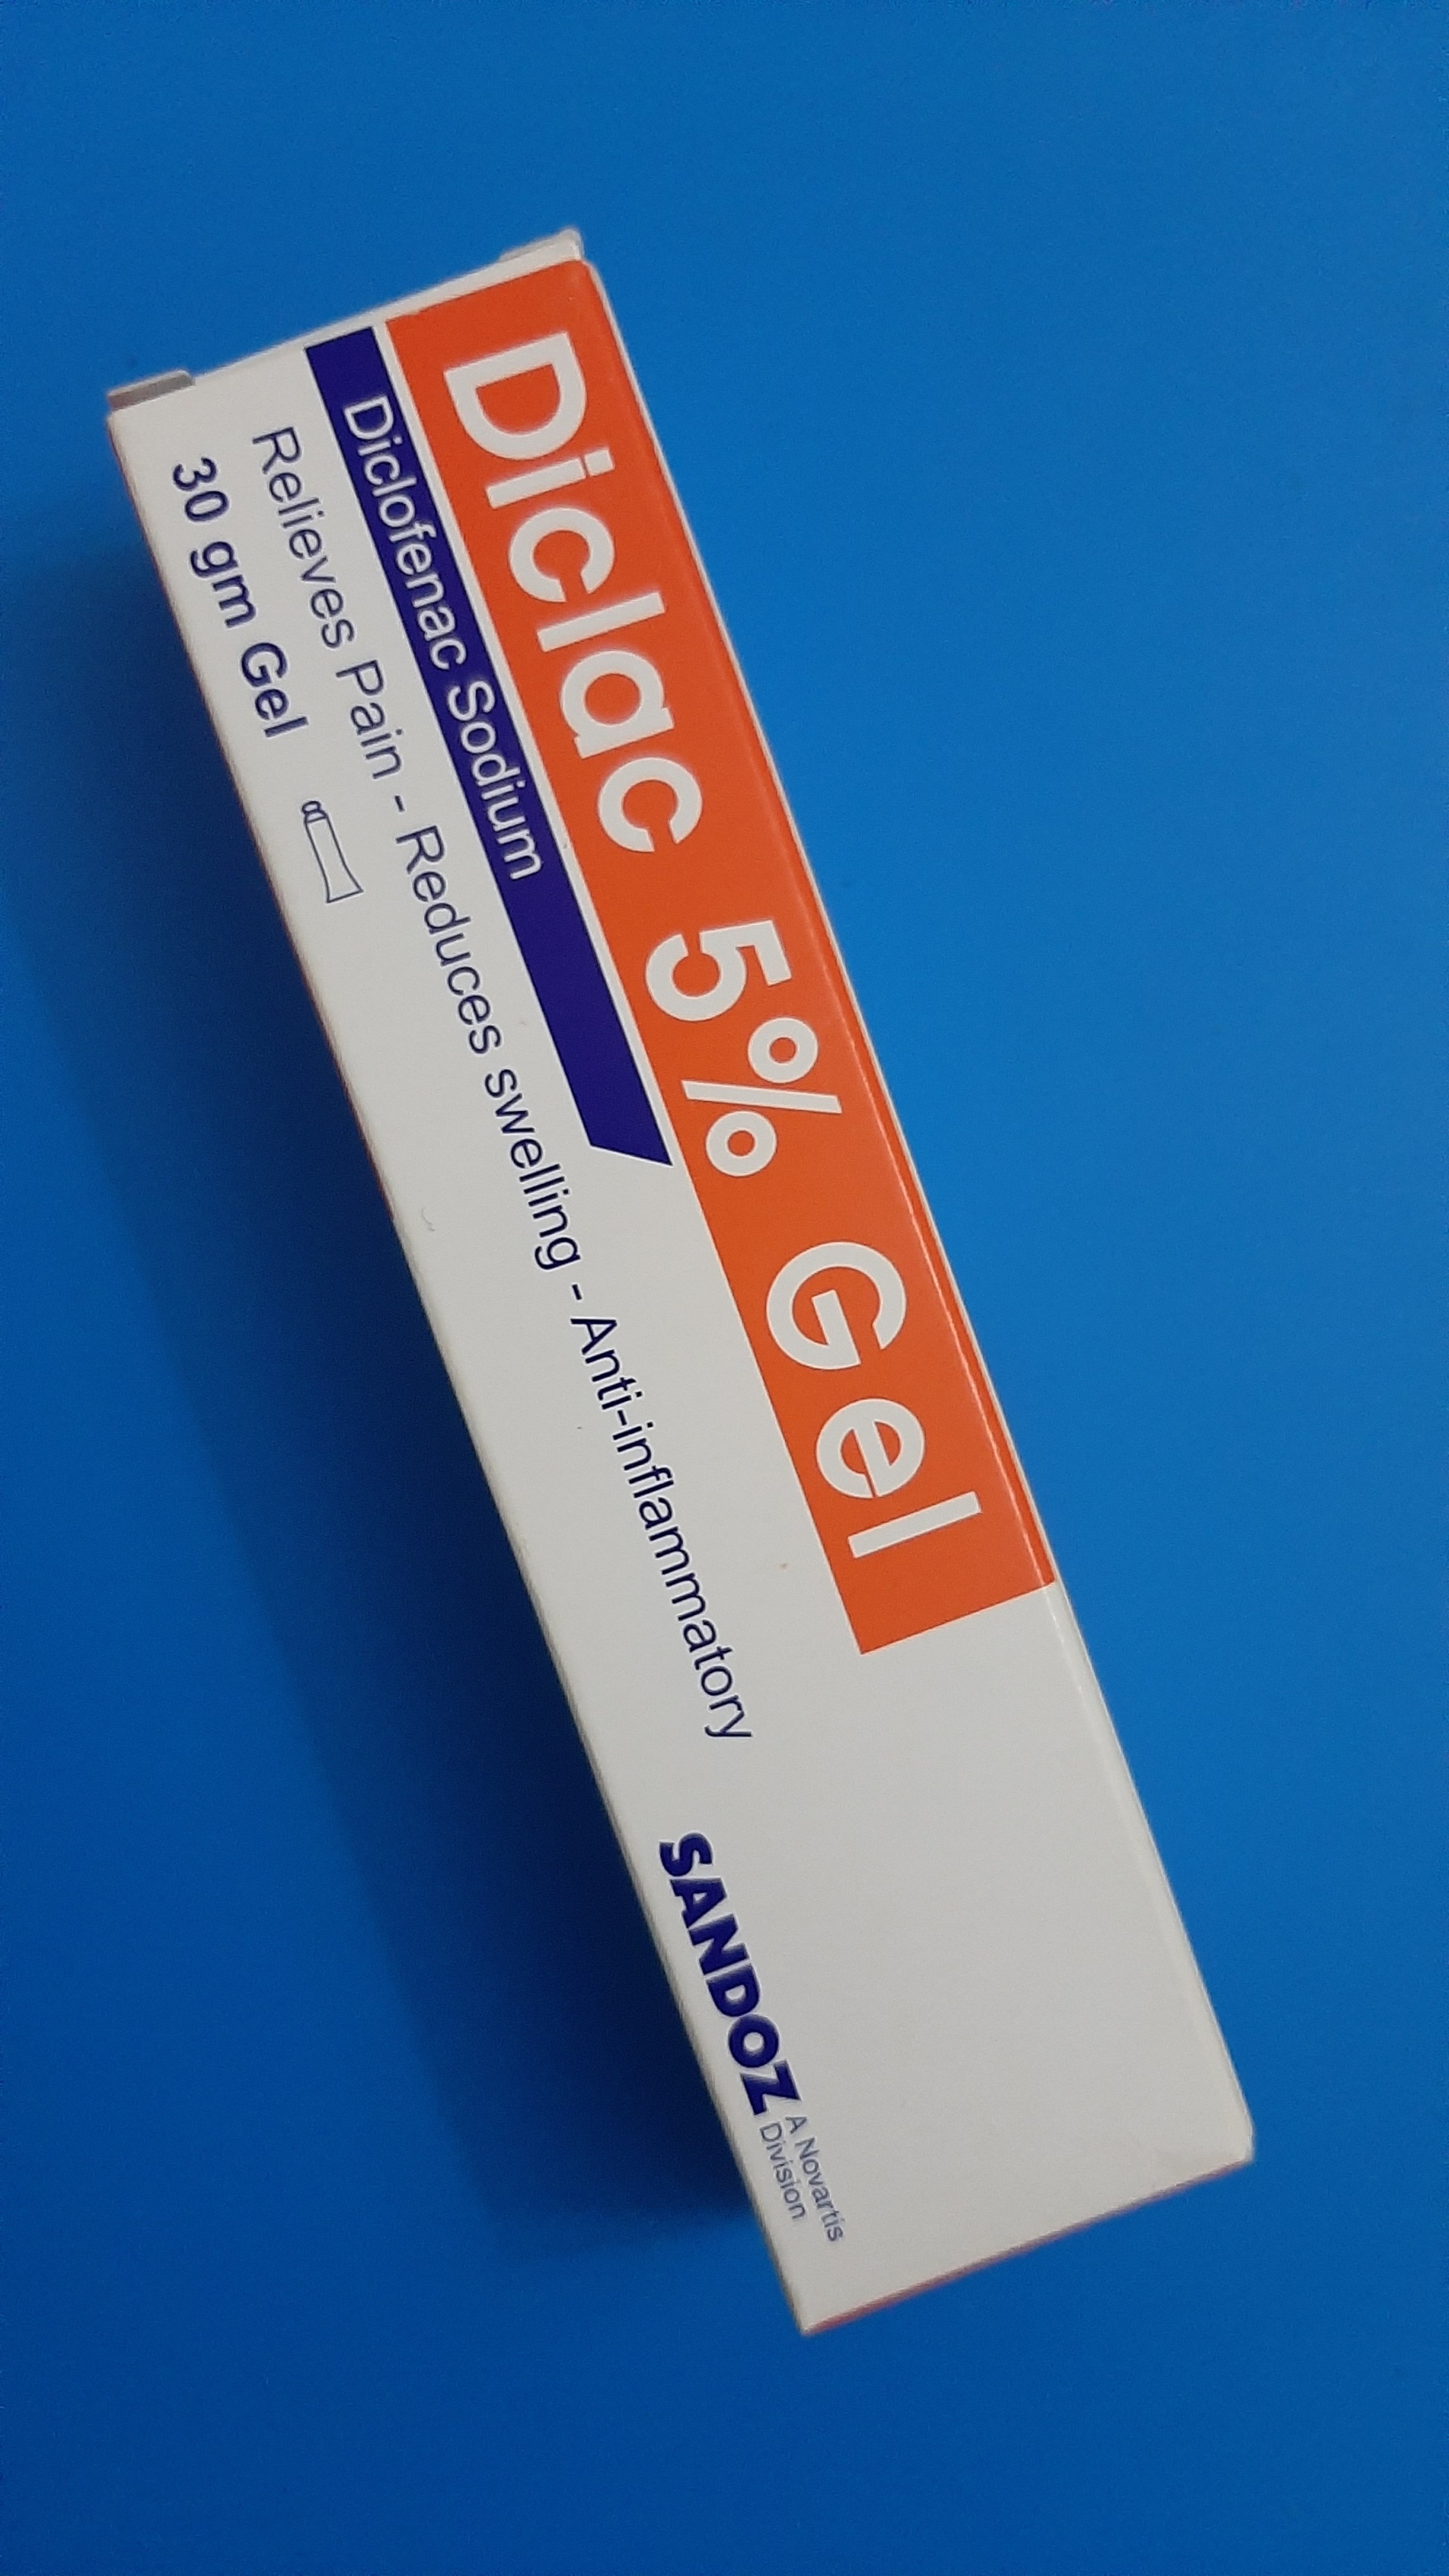 Diclac 5% Gel
Diclofenac Sodium
Relieves Pain - Reduces swelling - Anti-inflammatory
30 gm Gel
SANDOZ
A Novartis
Division